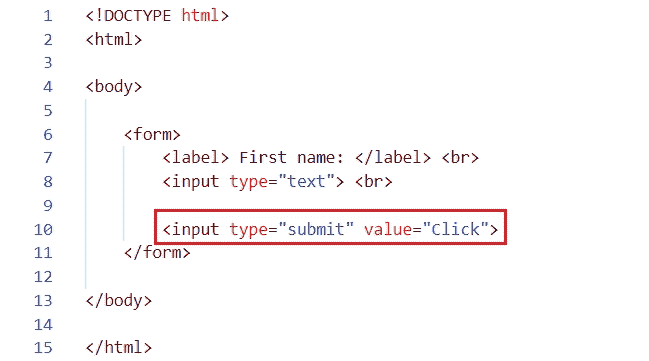 1 <!DOCTYPE html>
2 <html>
3
4 <body>
5
6 <form>
7 <label> First name: </label> <br>
8 <input type="text"> <br>
9
10 <input type="submit" value="Click">
11 </form>
12
13 </body>
14
15 </html>